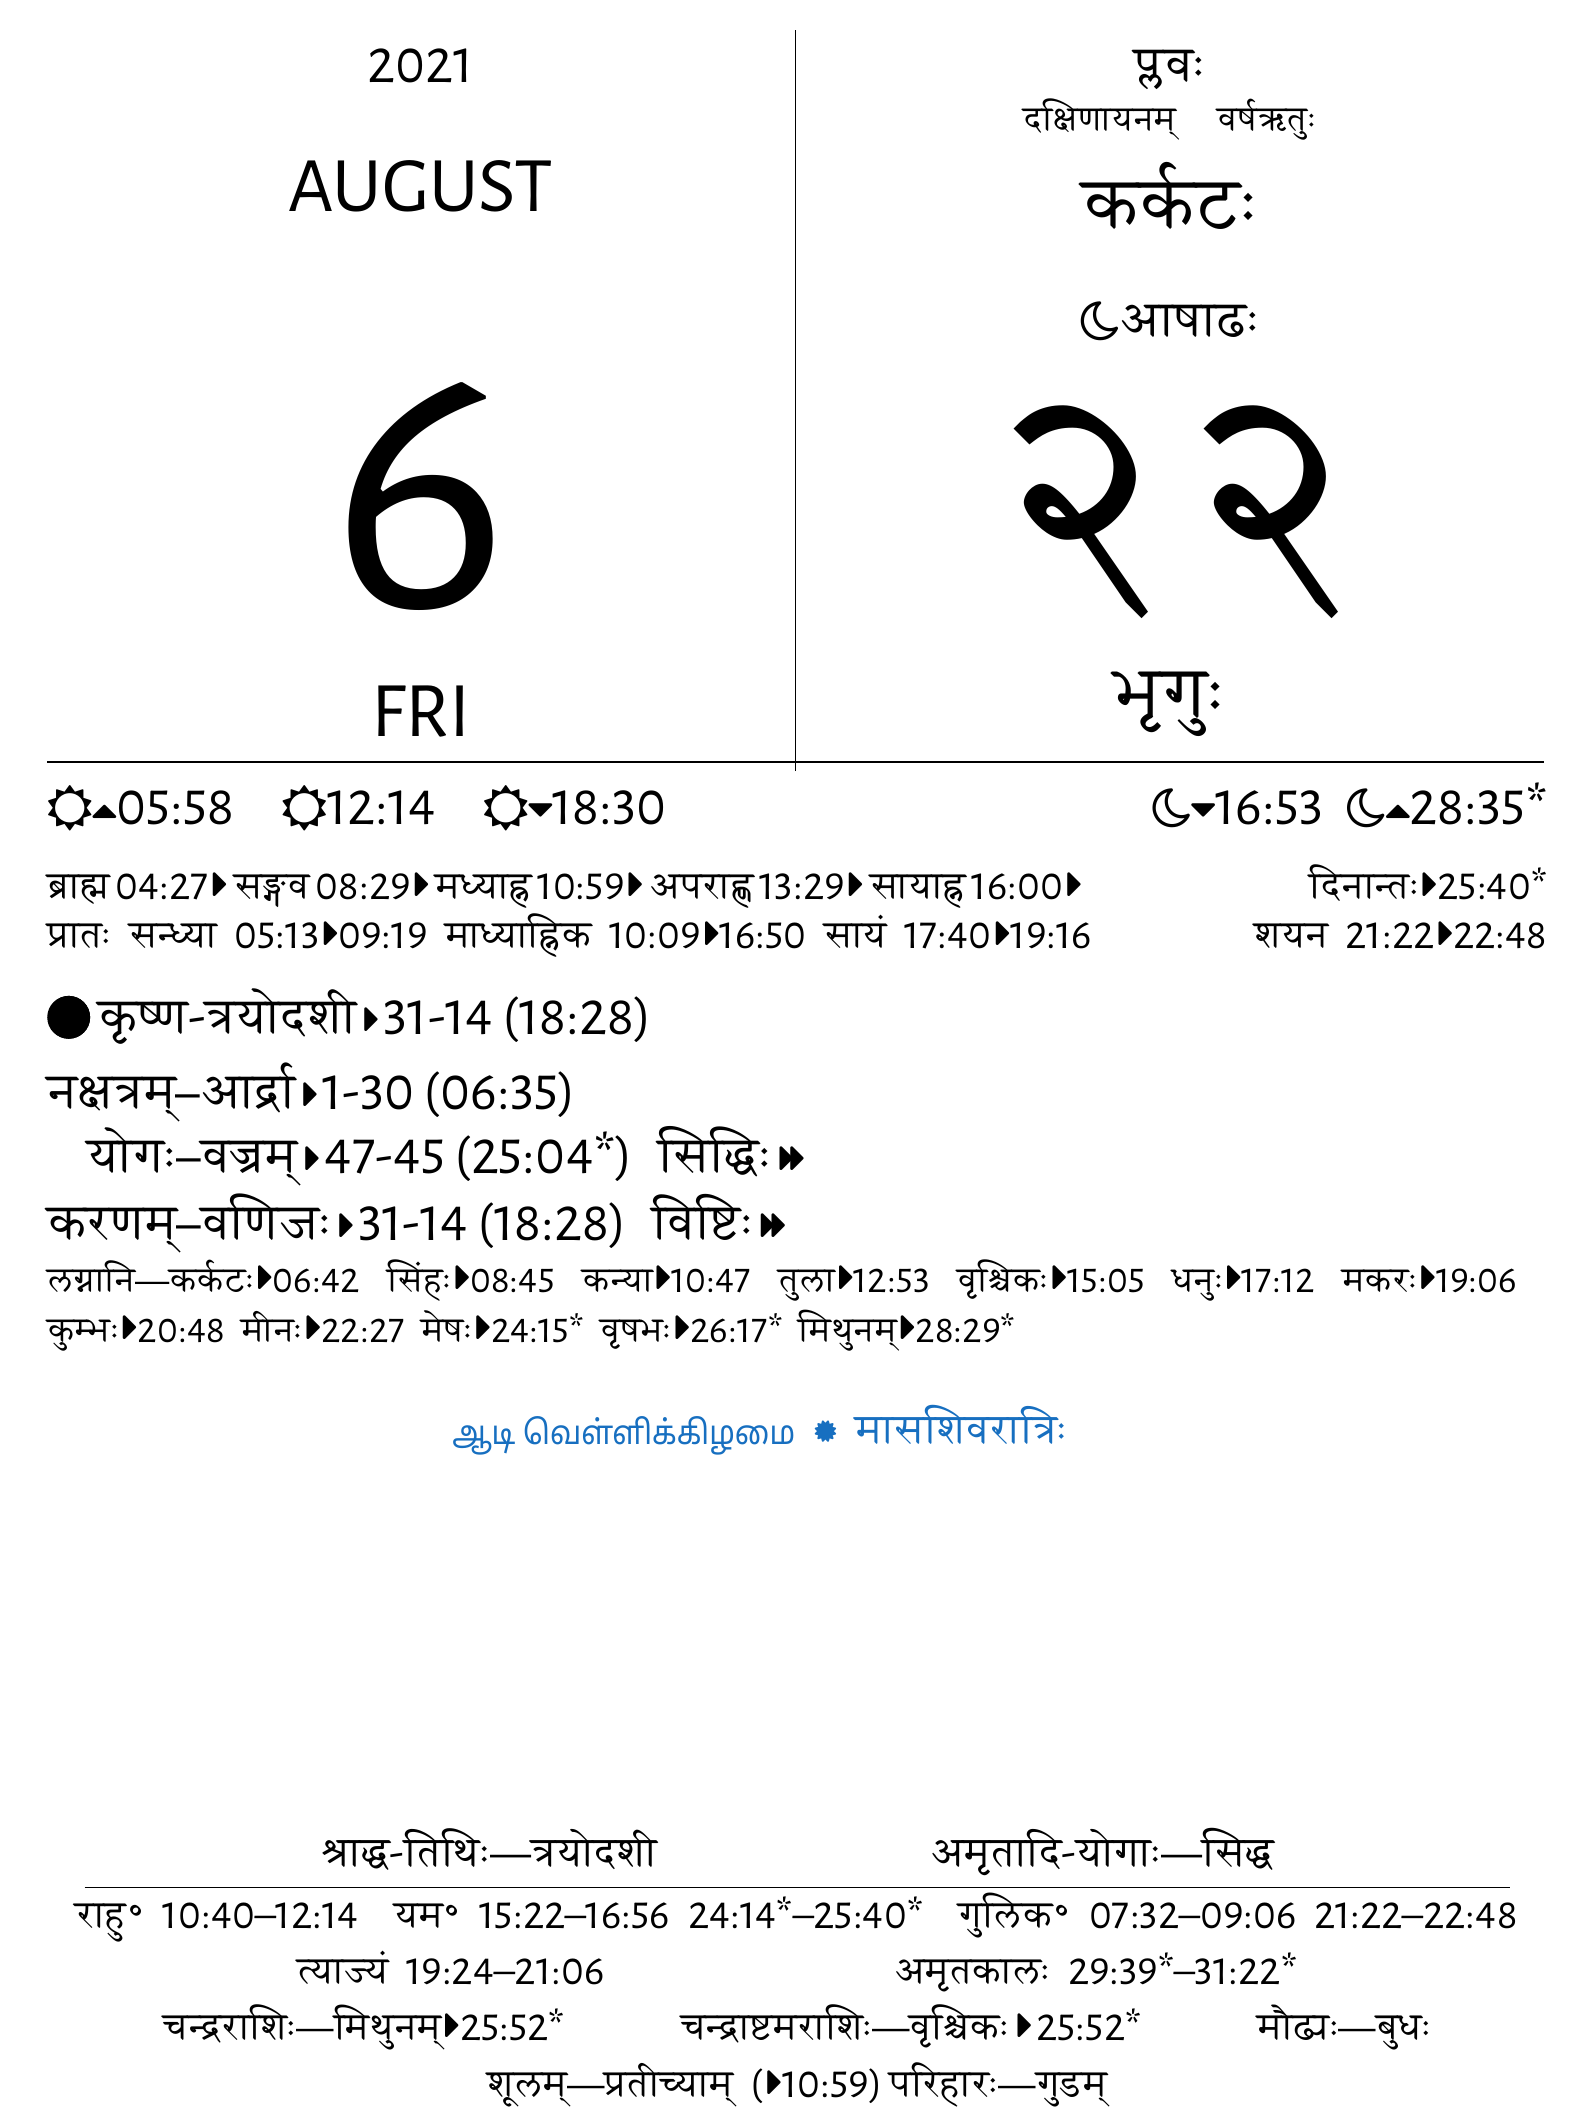 2021
AUGUST
6
FRI
प्लवः
दक्षिणायनम् वर्षऋतुः
कर्कटः
आषाढः
२२
भृगुः
05:58 12:14 18:30 16:53 28:35*
ब्राह्म 04:27 सङ्गव 08:29 मध्याह्न 10:59 अपराह्ण 13:29 सायाह्न 16:00 दिनान्तः 25:40*
प्रातः सन्ध्या 05:13 09:19 माध्याह्निक 10:09 16:50 सायं 17:40 19:16 शयन 21:22 22:48
कृष्ण-त्रयोदशी 31-14 (18:28)
नक्षत्रम्–आर्द्रा 1-30 (06:35)
योगः–वज्रम् 47-45 (25:04*) सिद्धिः
करणम्–वणिजः 31-14 (18:28) विष्टिः
लग्नानि—कर्कटः 06:42 सिंहः 08:45 कन्या 10:47 तुला 12:53 वृश्चिकः 15:05 धनुः 17:12 मकरः 19:06
कुम्भः 20:48 मीनः 22:27 मेषः 24:15* वृषभः 26:17* मिथुनम् 28:29*
ஆடி வெள்ளிக்கிழமை ✹ मासशिवरात्रिः
श्राद्ध-तिथिः—त्रयोदशी अमृतादि-योगाः—सिद्ध
राहु° 10:40–12:14 यम° 15:22–16:56 24:14*–25:40* गुलिक° 07:32–09:06 21:22–22:48
त्याज्यं 19:24–21:06 अमृतकालः 29:39*–31:22*
चन्द्रराशिः—मिथुनम् 25:52* चन्द्राष्टमराशिः—वृश्चिकः 25:52* मौढ्यः—बुधः
शूलम्—प्रतीच्याम् (10:59) परिहारः—गुडम्